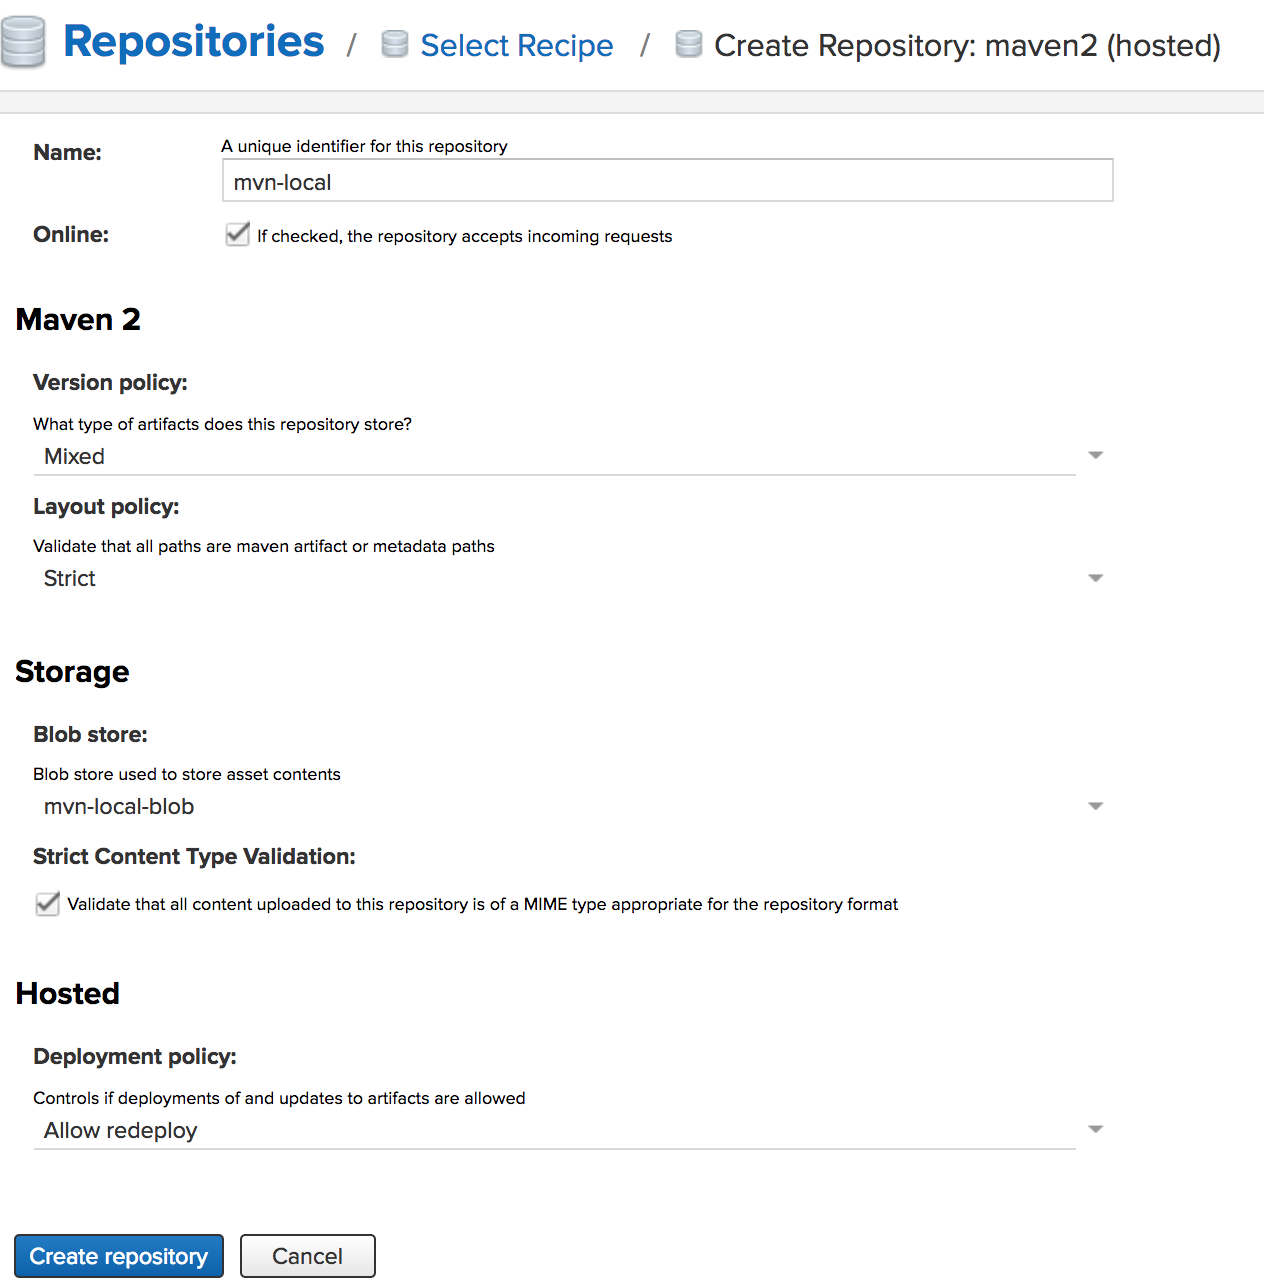 Repositories / Select Recipe / Create Repository: maven2 (hosted)
Name:
A unique identifier for this repository
mvn-local
Online:
If checked, the repository accepts incoming requests
Maven 2
Version policy:
What type of artifacts does this repository store?
Mixed
Layout policy:
Validate that all paths are maven artifact or metadata paths
Strict
Storage
Blob store:
Blob store used to store asset contents
mvn-local-blob
Strict Content Type Validation:
Validate that all content uploaded to this repository is of a MIME type appropriate for the repository format
Hosted
Deployment policy:
Controls if deployments of and updates to artifacts are allowed
Allow redeploy
Create repository
Cancel